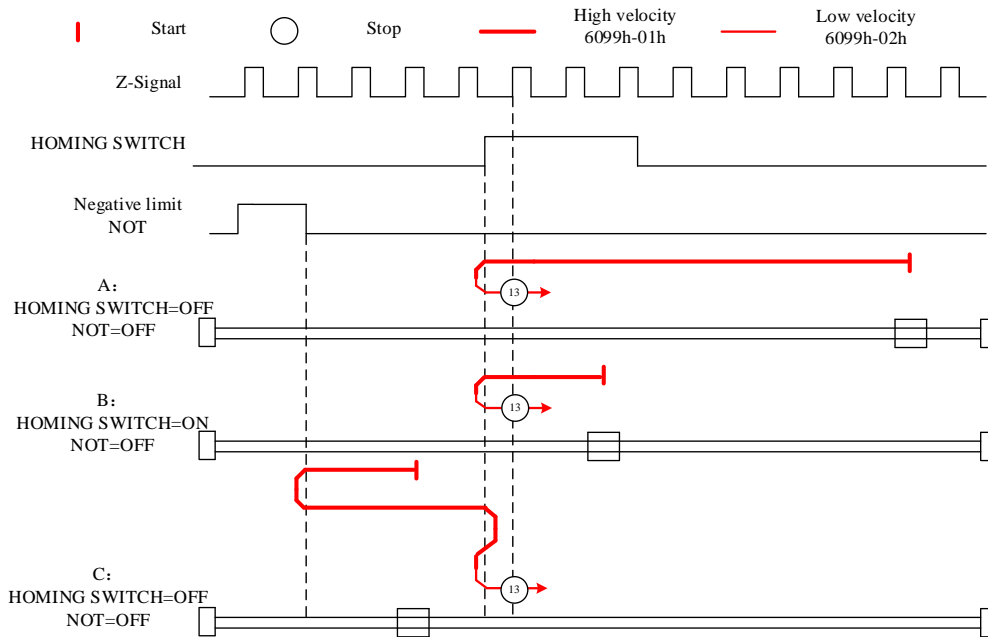 Start
Stop
High velocity
6099h-01h
Low velocity
6099h-02h
Z-Signal
HOMING SWITCH
Negative limit
NOT
A：
HOMING SWITCH=OFF
NOT=OFF
13
B：
HOMING SWITCH=ON
NOT=OFF
13
C：
HOMING SWITCH=OFF
NOT=OFF
13